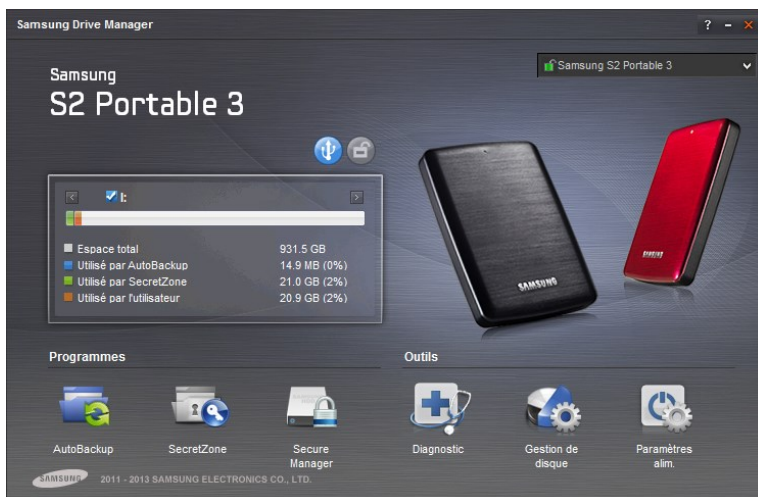 Samsung Drive Manager
? - ×
Samsung S2 Portable 3
Samsung
S2 Portable 3
I:
Espace total 931.5 GB
Utilisé par AutoBackup 14.9 MB (0%)
Utilisé par SecretZone 21.0 GB (2%)
Utilisé par l'utilisateur 20.9 GB (2%)
SAMSUNG
SAMSUNG
Programmes
Outils
AutoBackup
SecretZone
Secure
Manager
Diagnostic
Gestion de
disque
Paramètres
alim.
SAMSUNG 2011 - 2013 SAMSUNG ELECTRONICS CO., LTD.